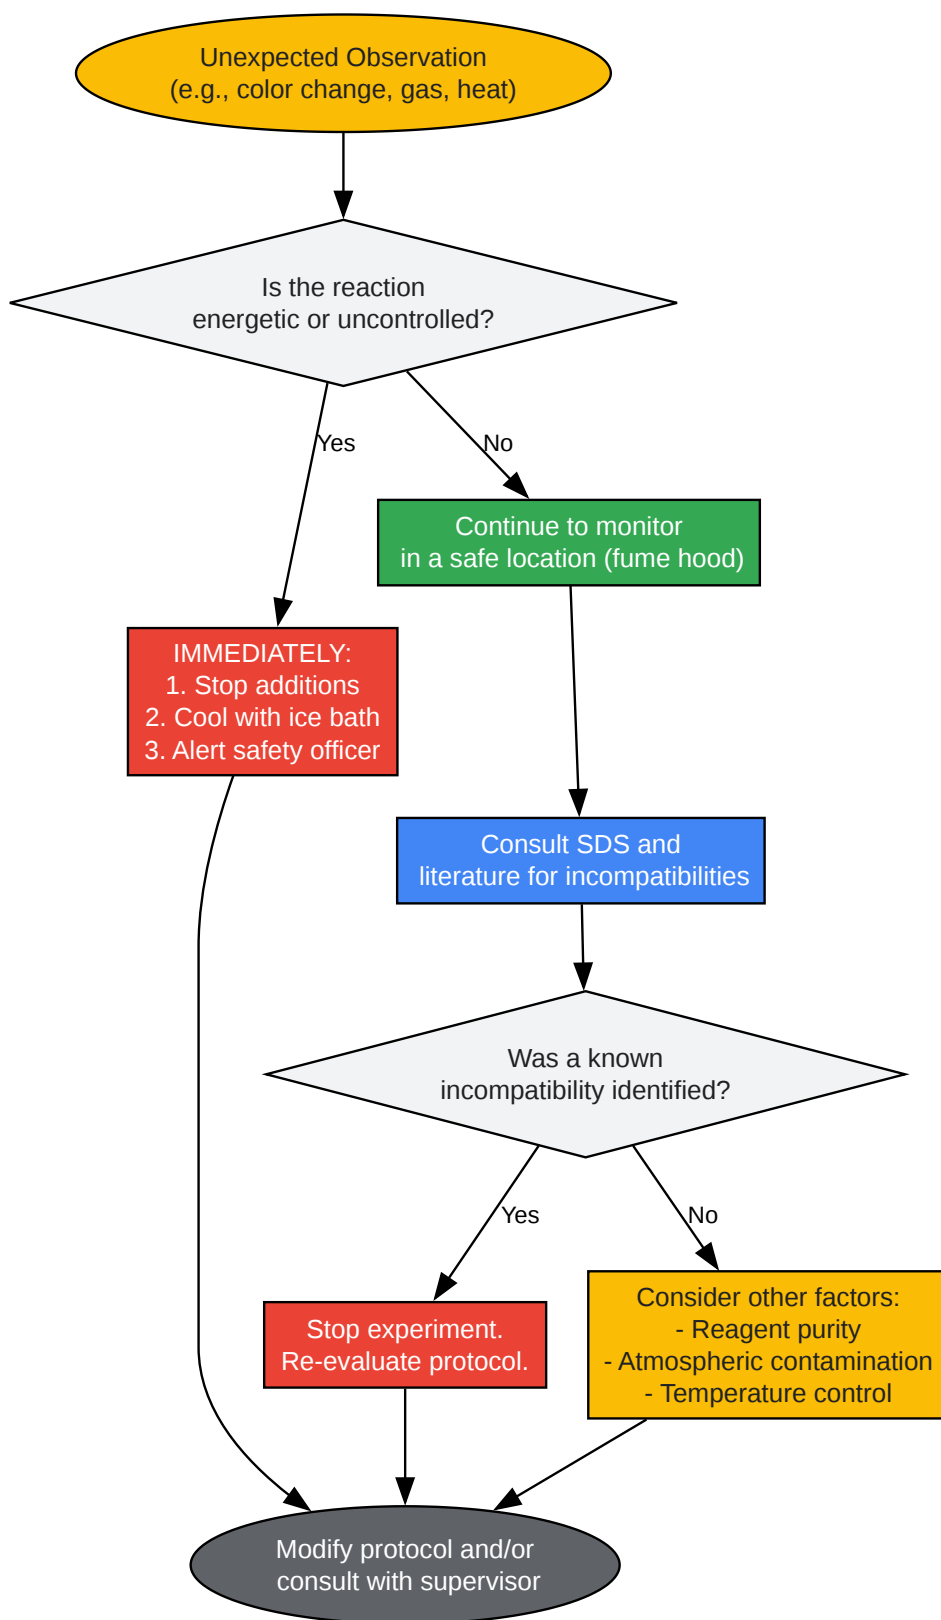 Unexpected Observation
(e.g., color change, gas, heat)
Is the reaction
energetic or uncontrolled?
Yes
No
Continue to monitor
in a safe location (fume hood)
IMMEDIATELY:
1. Stop additions
2. Cool with ice bath
3. Alert safety officer
Consult SDS and
literature for incompatibilities
Was a known
incompatibility identified?
Yes
No
Stop experiment.
Re-evaluate protocol.
Consider other factors:
- Reagent purity
- Atmospheric contamination
- Temperature control
Modify protocol and/or
consult with supervisor